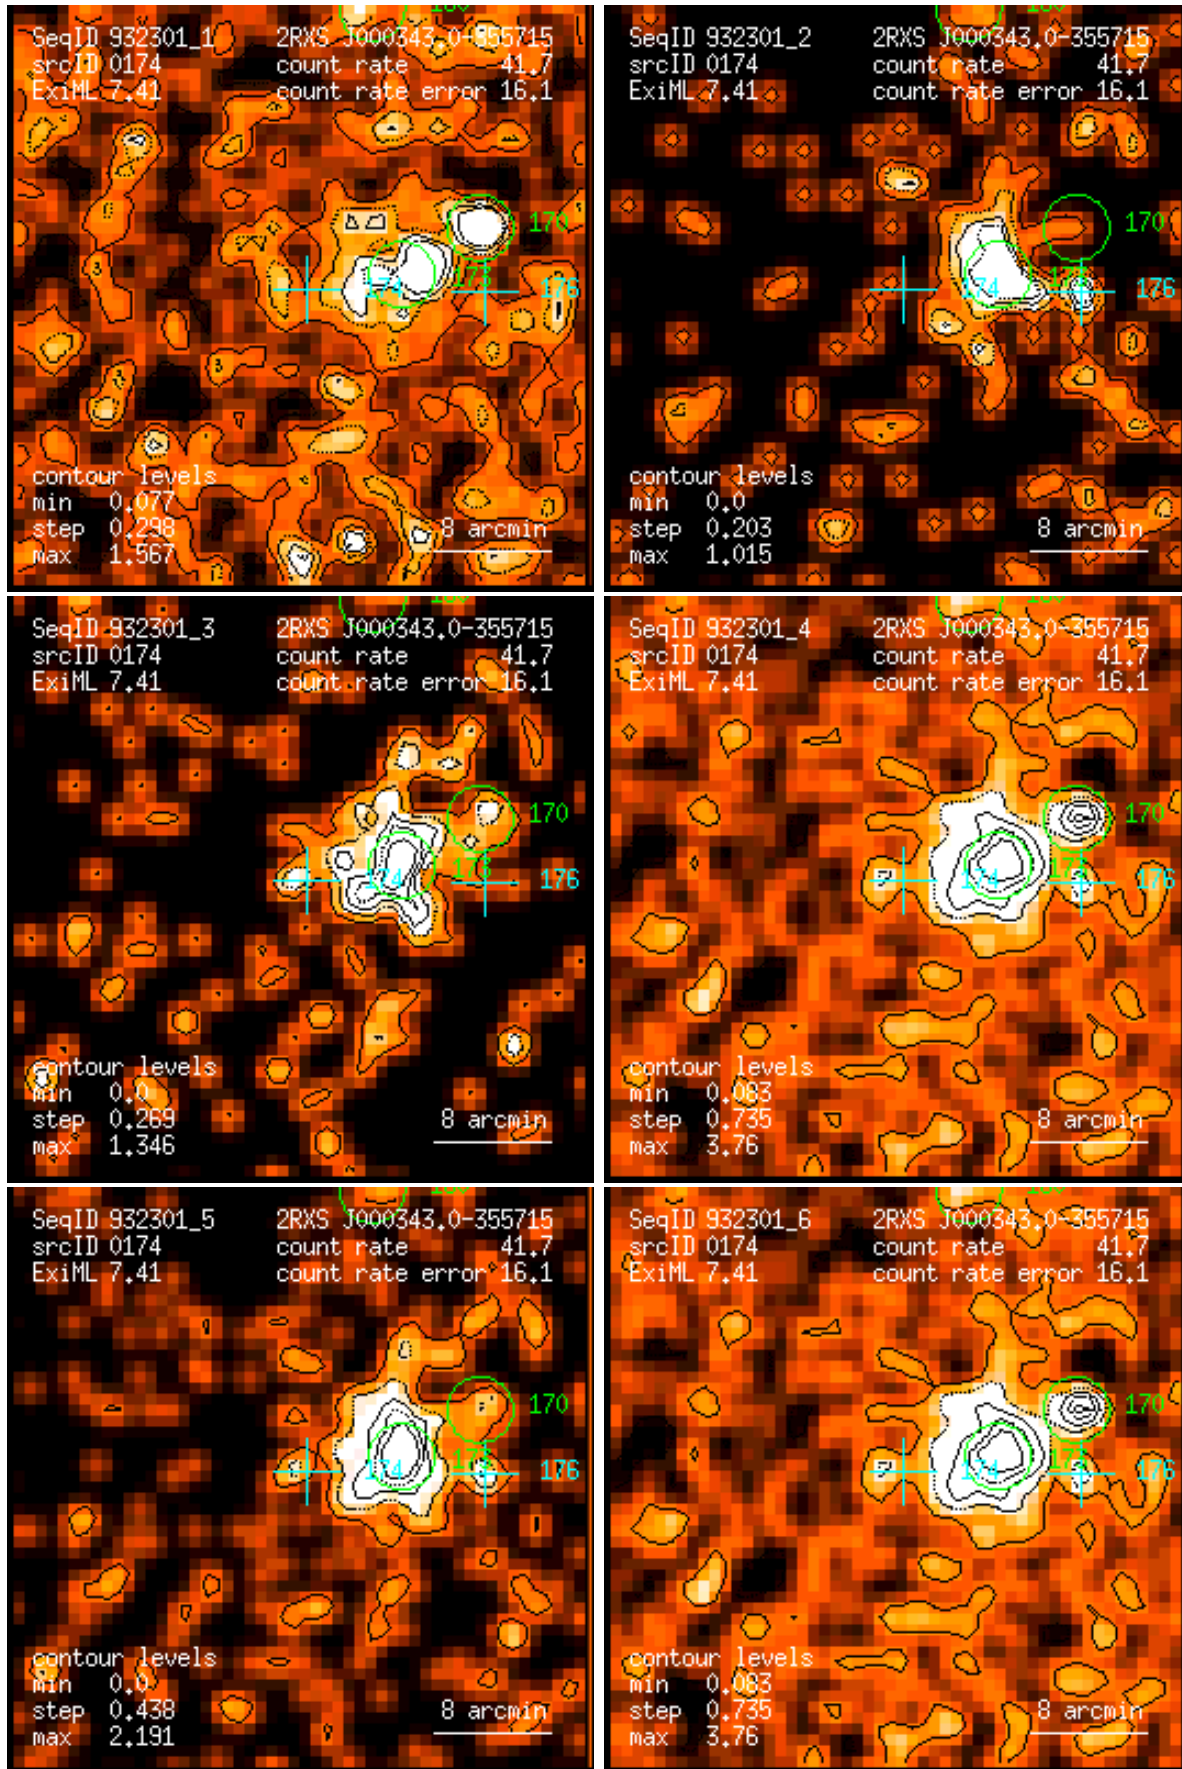 SeqID 932301_1 2RXS J000343.0-355715
srcID 0174 count rate 41.7
ExiML 7.41 count rate error 16.1
170
174 176
contour levels
min 0.077
step 0.298 8 arcmin
max 1.567
SeqID 932301_2 2RXS J000343.0-355715
srcID 0174 count rate 41.7
ExiML 7.41 count rate error 16.1
170
174 176
contour levels
min 0.0
step 0.203 8 arcmin
max 1.015
SeqID 932301_3 2RXS J000343.0-355715
srcID 0174 count rate 41.7
ExiML 7.41 count rate error 16.1
170
174 176
contour levels
min 0.0
step 0.269 8 arcmin
max 1.346
SeqID 932301_4 2RXS J000343.0-355715
srcID 0174 count rate 41.7
ExiML 7.41 count rate error 16.1
170
174 176
contour levels
min 0.083
step 0.735 8 arcmin
max 3.76
SeqID 932301_5 2RXS J000343.0-355715
srcID 0174 count rate 41.7
ExiML 7.41 count rate error 16.1
170
174 176
contour levels
min 0.0
step 0.438 8 arcmin
max 2.191
SeqID 932301_6 2RXS J000343.0-355715
srcID 0174 count rate 41.7
ExiML 7.41 count rate error 16.1
170
174 176
contour levels
min 0.083
step 0.735 8 arcmin
max 3.76